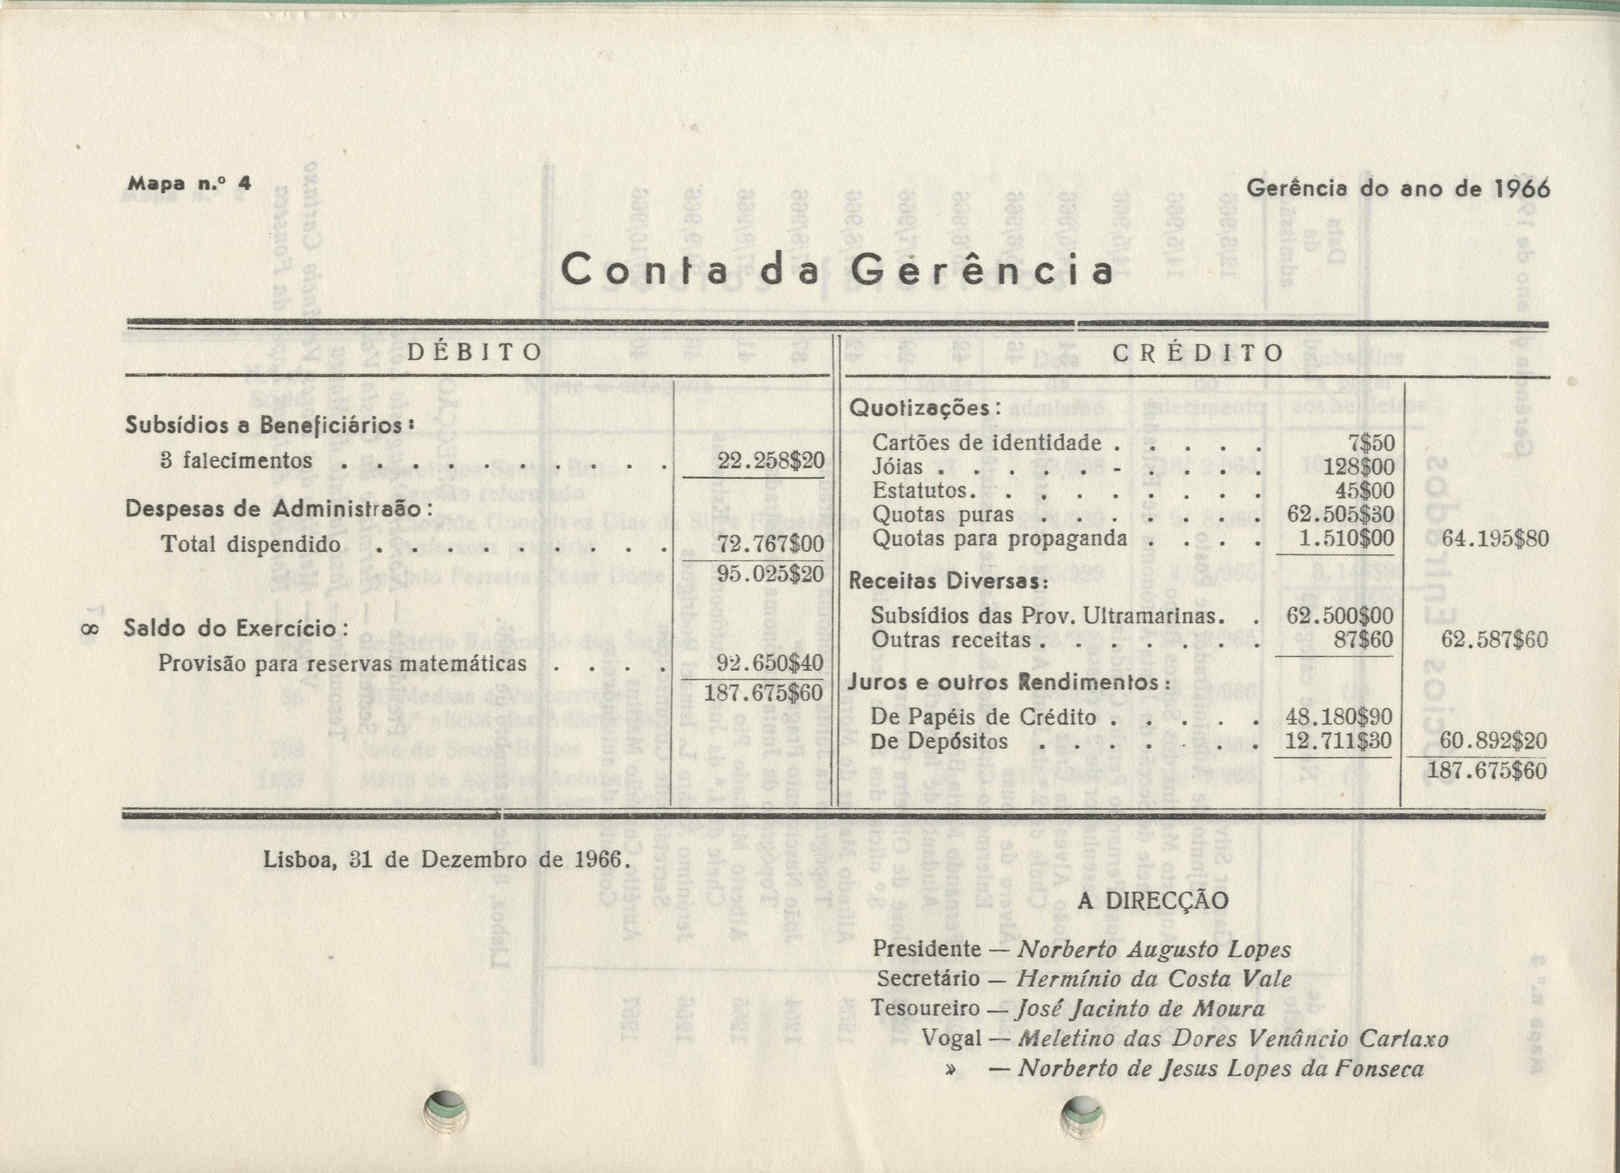 Mapa n.º 4
Gerência do ano de 1966
Conta da Gerência
DÉBITO
Subsídios a Beneficiários:
3 falecimentos . . . . . . . . . . . 22.258$20
Despesas de Administraão:
Total dispendido . . . . . . . . . 72.767$00
95.025$20
Saldo do Exercício:
Provisão para reservas matemáticas . . . . 92.650$40
187.675$60
8
CRÉDITO
Quotizações:
Cartões de identidade . . . . . 7$50
Jóias . . . . . - . . . . 128$00
Estatutos. . . . . . . . . 45$00
Quotas puras . . . . . . . 62.505$30
Quotas para propaganda . . . . 1.510$00 64.195$80
Receitas Diversas:
Subsídios das Prov. Ultramarinas. . 62.500$00
Outras receitas . . . . . . . 87$60 62.587$60
Juros e outros Rendimentos:
De Papéis de Crédito . . . . . 48.180$90
De Depósitos . . . . . . . 12.711$30 60.892$20
187.675$60
Lisboa, 31 de Dezembro de 1966.
A DIRECÇÃO
Presidente — Norberto Augusto Lopes
Secretário — Hermínio da Costa Vale
Tesoureiro — José Jacinto de Moura
Vogal — Meletino das Dores Venâncio Cartaxo
» — Norberto de Jesus Lopes da Fonseca